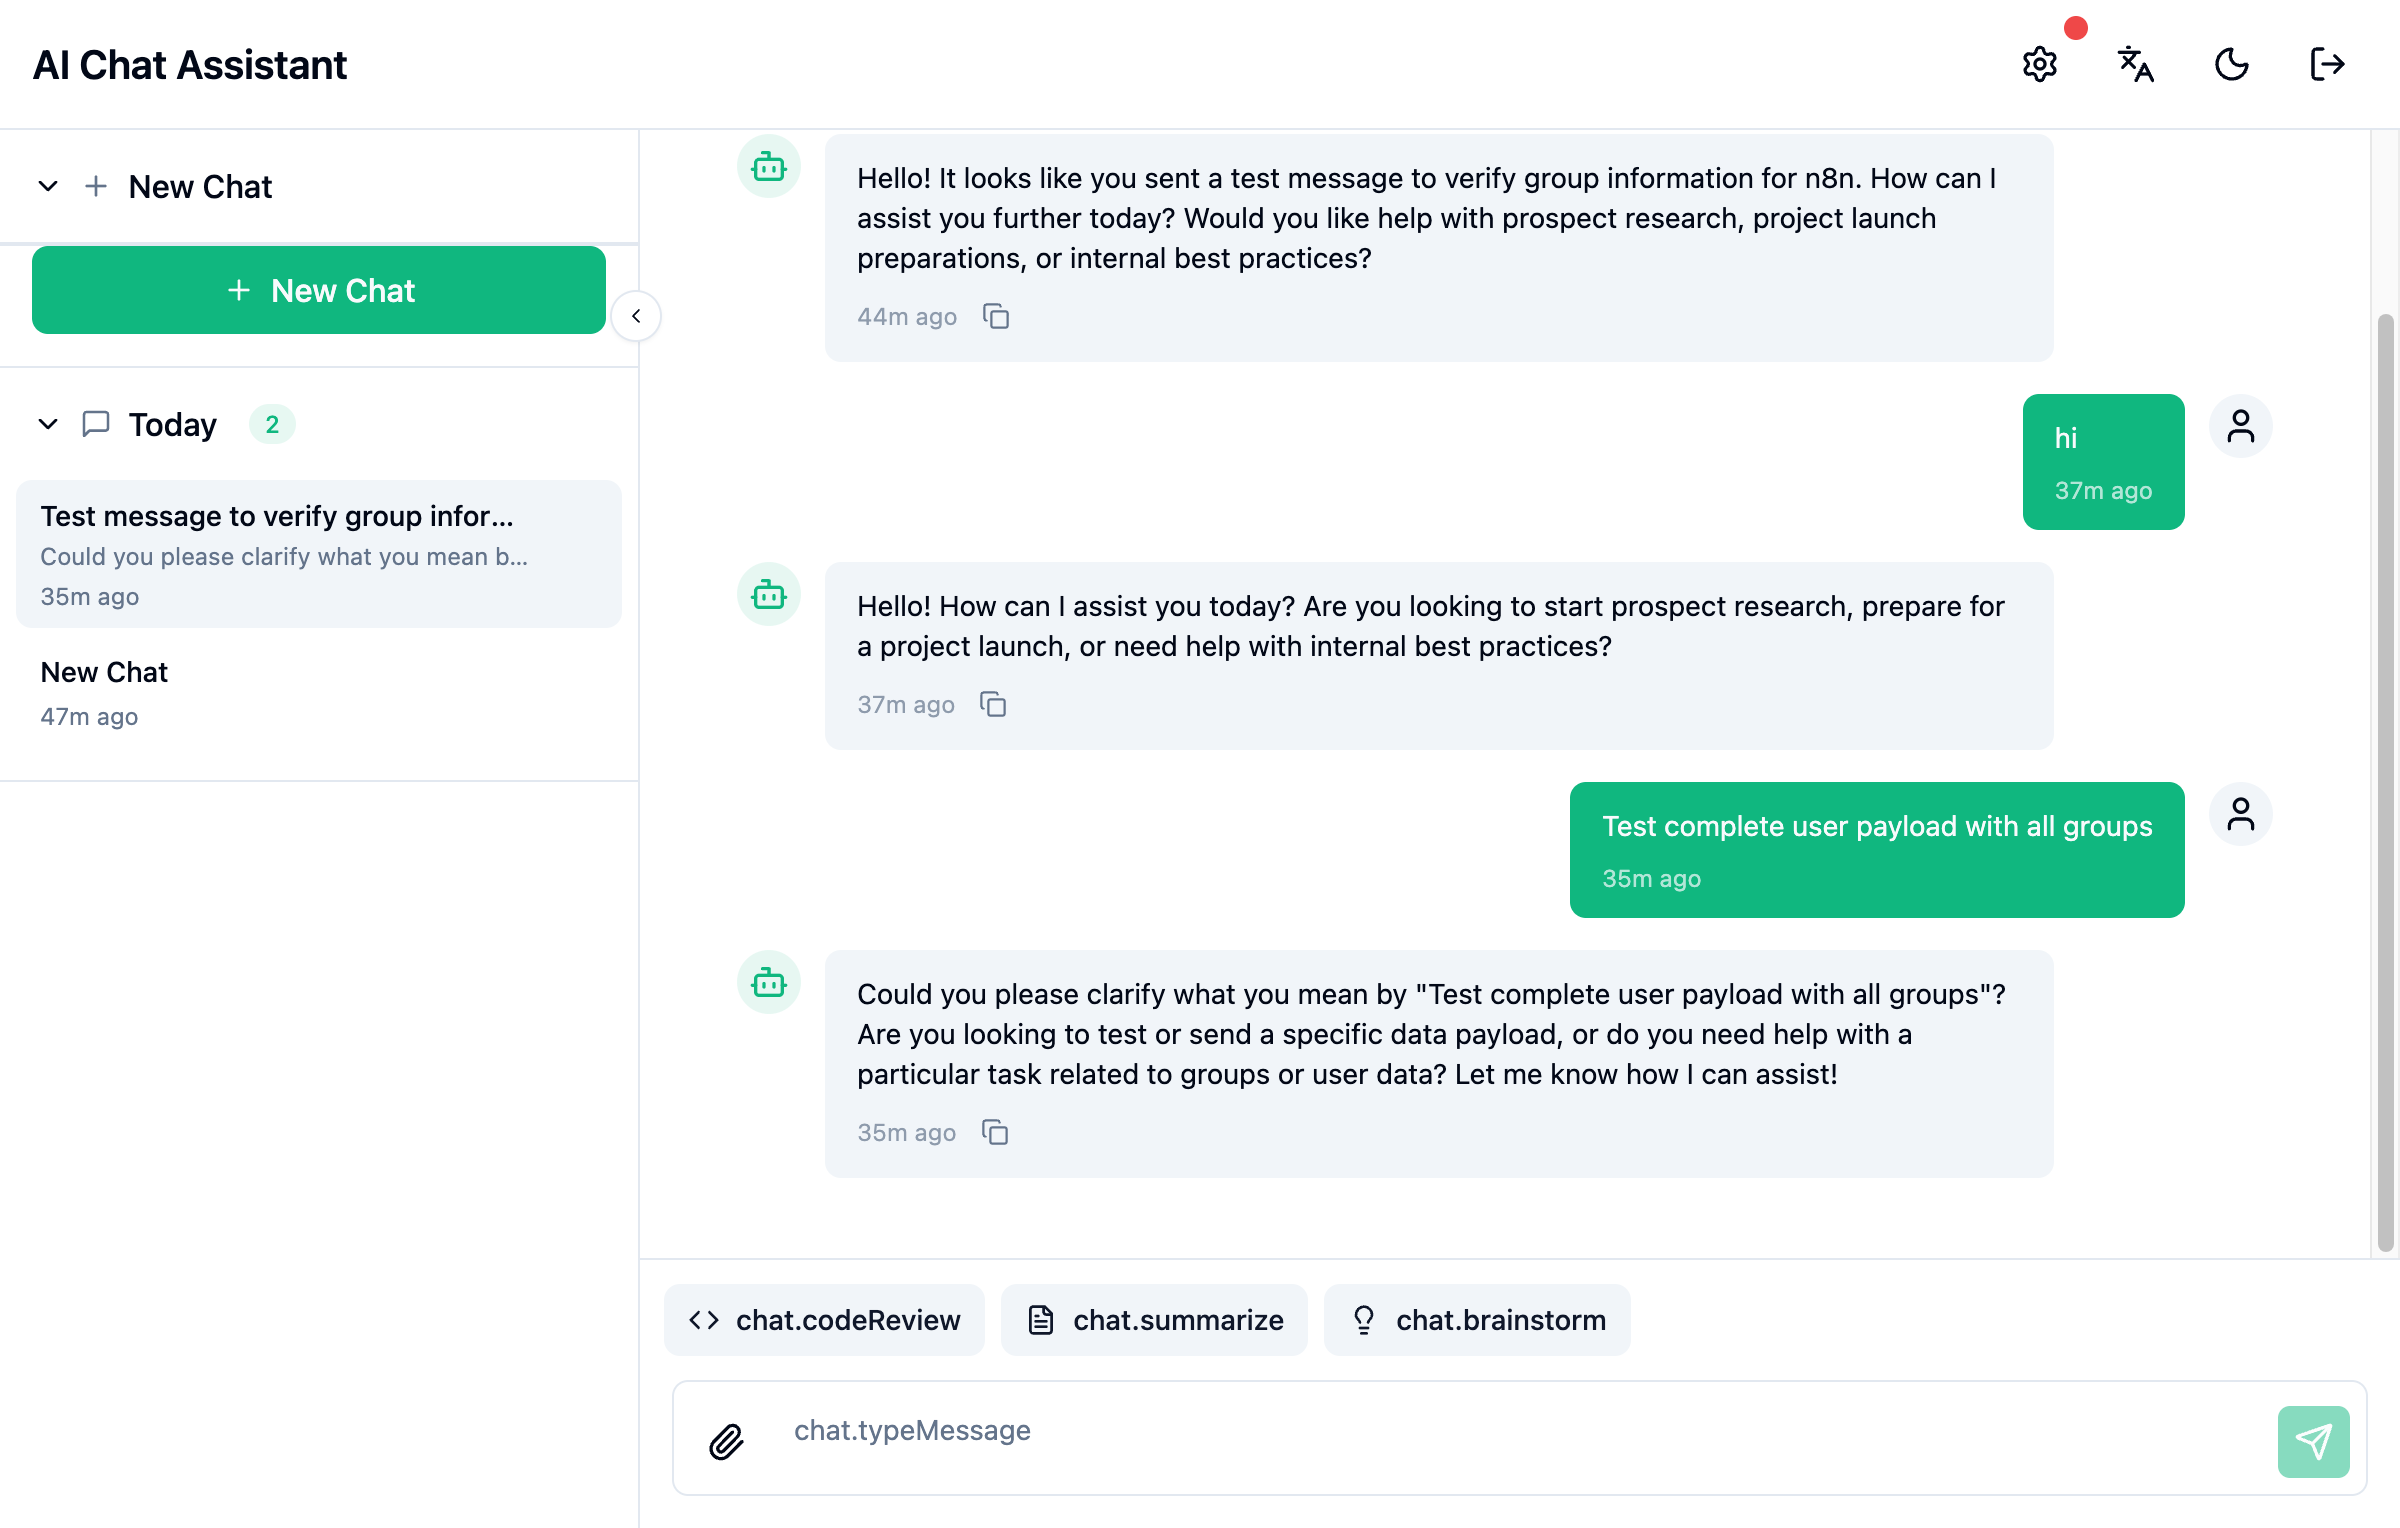 AI Chat Assistant
New Chat
New Chat
Today 2
Test message to verify group infor...
Could you please clarify what you mean b...
35m ago
New Chat
47m ago
Hello! It looks like you sent a test message to verify group information for n8n. How can I
assist you further today? Would you like help with prospect research, project launch
preparations, or internal best practices?
44m ago
hi
37m ago
Hello! How can I assist you today? Are you looking to start prospect research, prepare for
a project launch, or need help with internal best practices?
37m ago
Test complete user payload with all groups
35m ago
Could you please clarify what you mean by "Test complete user payload with all groups"?
Are you looking to test or send a specific data payload, or do you need help with a
particular task related to groups or user data? Let me know how I can assist!
35m ago
chat.codeReview chat.summarize chat.brainstorm
chat.typeMessage